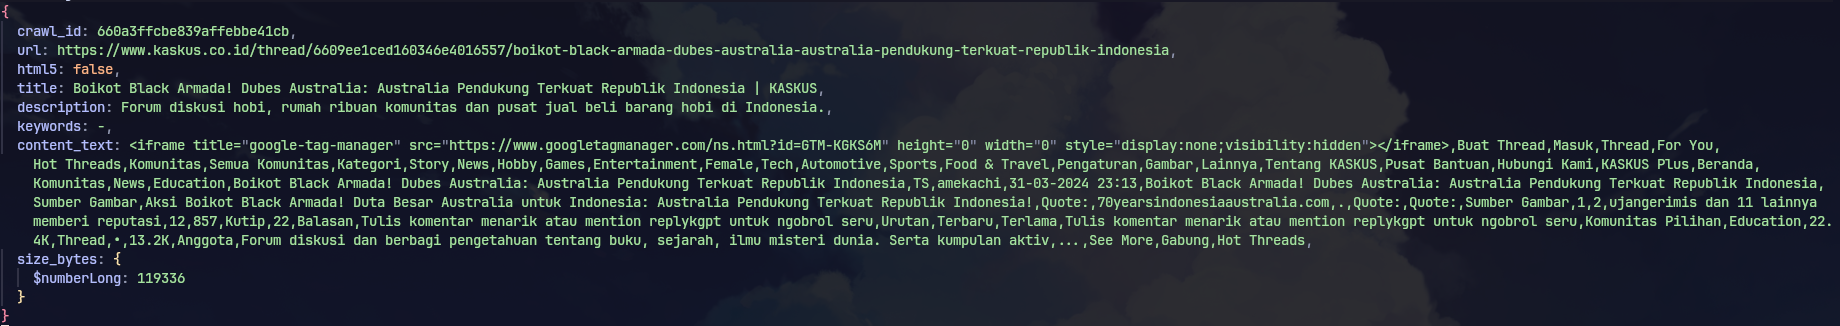 {
crawl_id: 660a3ffcbe839affebbe41cb,
url: https://www.kaskus.co.id/thread/6609ee1ced160346e4016557/boikot-black-armada-dubes-australia-australia-pendukung-terkuat-republik-indonesia,
html5: false,
title: Boikot Black Armada! Dubes Australia: Australia Pendukung Terkuat Republik Indonesia | KASKUS,
description: Forum diskusi hobi, rumah ribuan komunitas dan pusat jual beli barang hobi di Indonesia.,
keywords: -,
content_text: <iframe title="google-tag-manager" src="https://www.googletagmanager.com/ns.html?id=GTM-KGKS6M" height="0" width="0" style="display:none;visibility:hidden"></iframe>,Buat Thread,Masuk,Thread,For You,
Hot Threads,Komunitas,Semua Komunitas,Kategori,Story,News,Hobby,Games,Entertainment,Female,Tech,Automotive,Sports,Food & Travel,Pengaturan,Gambar,Lainnya,Tentang KASKUS,Pusat Bantuan,Hubungi Kami,KASKUS Plus,Beranda,
Komunitas,News,Education,Boikot Black Armada! Dubes Australia: Australia Pendukung Terkuat Republik Indonesia,TS,amekachi,31-03-2024 23:13,Boikot Black Armada! Dubes Australia: Australia Pendukung Terkuat Republik Indonesia,
Sumber Gambar,Aksi Boikot Black Armada! Duta Besar Australia untuk Indonesia: Australia Pendukung Terkuat Republik Indonesia!,Quote:,70yearsindonesiaaustralia.com,.,Quote:,Quote:,Sumber Gambar,1,2,ujangerimis dan 11 lainnya
memberi reputasi,12,857,Kutip,22,Balasan,Tulis komentar menarik atau mention replykgpt untuk ngobrol seru,Urutan,Terbaru,Terlama,Tulis komentar menarik atau mention replykgpt untuk ngobrol seru,Komunitas Pilihan,Education,22.
4K,Thread,•,13.2K,Anggota,Forum diskusi dan berbagi pengetahuan tentang buku, sejarah, ilmu misteri dunia. Serta kumpulan aktiv,...,See More,Gabung,Hot Threads,
size_bytes: {
$numberLong: 119336
}
}